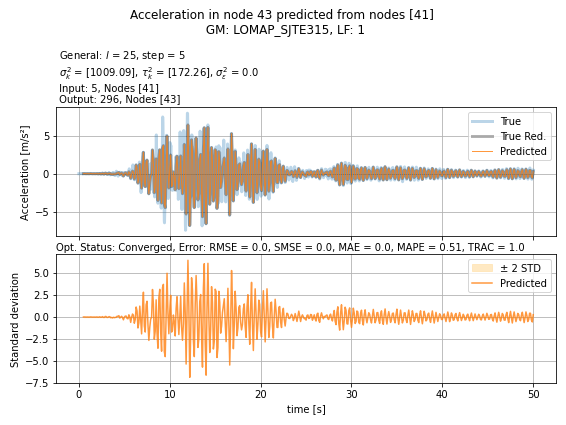 Acceleration in node 43 predicted from nodes [41]
GM: LOMAP_SJTE315, LF: 1
General: l = 25, step = 5
σ²ₖ = [1009.09], τ²ₖ = [172.26], σ²ε = 0.0
Input: 5, Nodes [41]
Output: 296, Nodes [43]
Acceleration [m/s²]
5
0
−5
True
True Red.
Predicted
Opt. Status: Converged, Error: RMSE = 0.0, SMSE = 0.0, MAE = 0.0, MAPE = 0.51, TRAC = 1.0
Standard deviation
5.0
2.5
0.0
−2.5
−5.0
−7.5
± 2 STD
Predicted
0 10 20 30 40 50
time [s]